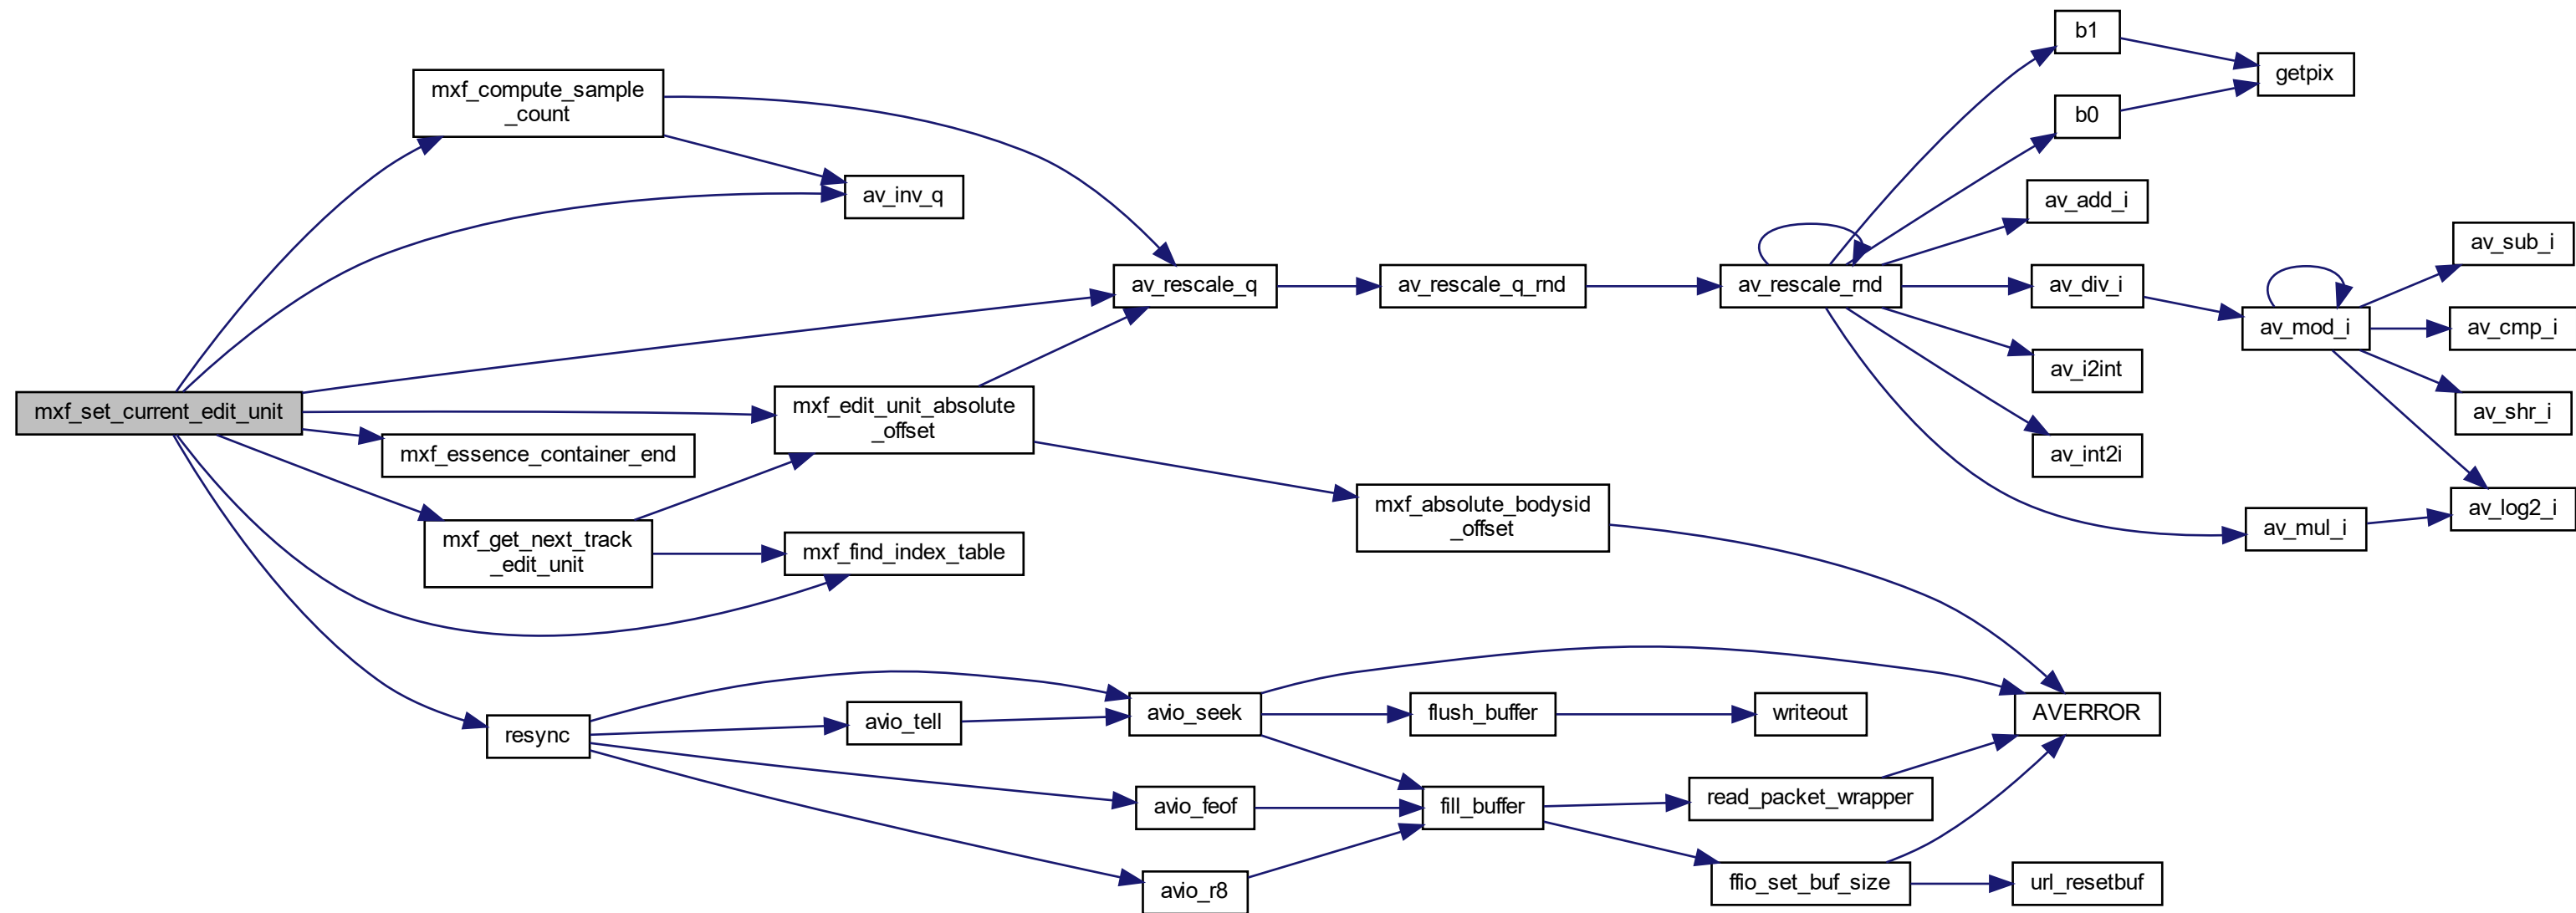 mxf_set_current_edit_unit
mxf_compute_sample
_count
av_inv_q
av_rescale_q
mxf_edit_unit_absolute
_offset
mxf_essence_container_end
mxf_get_next_track
_edit_unit
mxf_find_index_table
resync
av_rescale_q_rnd
av_rescale_rnd
b1
b0
getpix
av_add_i
av_div_i
av_i2int
av_int2i
av_mul_i
av_mod_i
av_sub_i
av_cmp_i
av_shr_i
av_log2_i
mxf_absolute_bodysid
_offset
AVERROR
avio_tell
avio_seek
avio_feof
avio_r8
flush_buffer
writeout
fill_buffer
read_packet_wrapper
ffio_set_buf_size
url_resetbuf